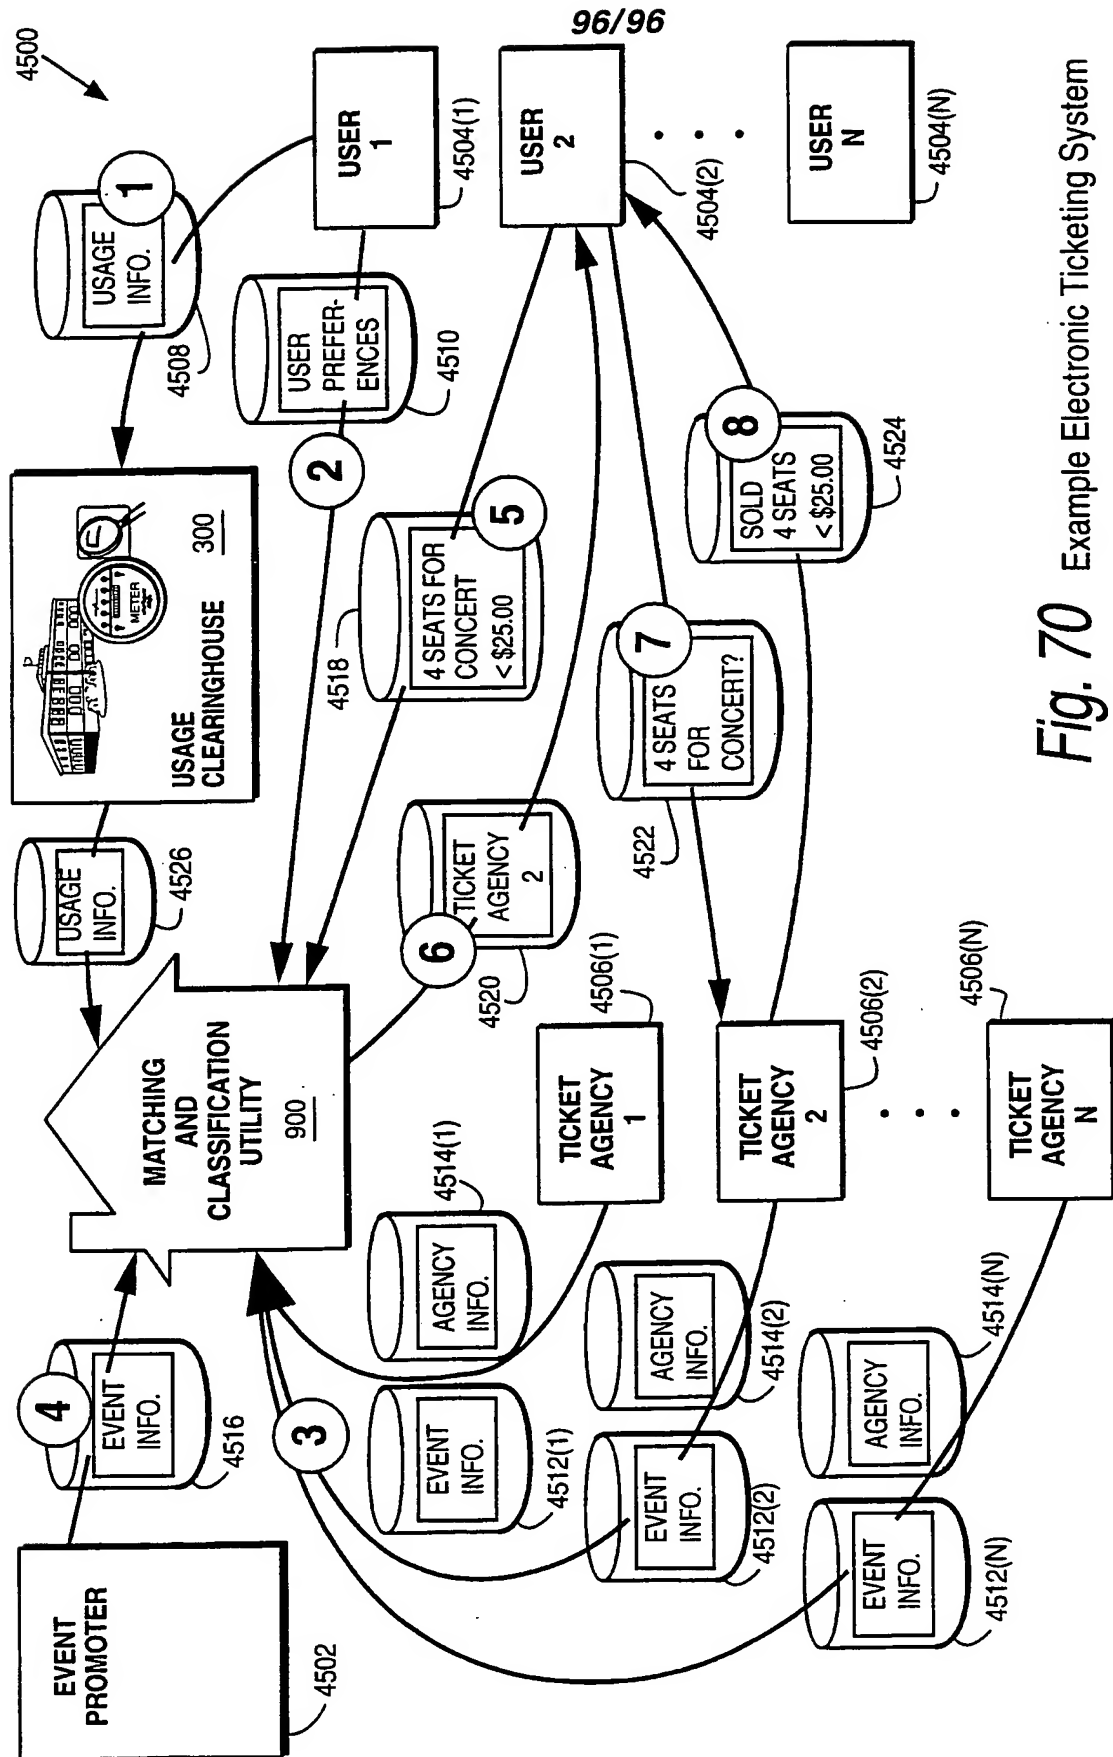 96/96
4500
EVENT
PROMOTER
4502
4
EVENT
INFO.
4516
MATCHING
AND
CLASSIFICATION
UTILITY
900
USAGE
INFO.
4526
METER
300
USAGE
CLEARINGHOUSE
1
USAGE
INFO.
4508
USER
1
4504(1)
2
USER
PREFER-
ENCES
4510
5
4 SEATS FOR
CONCERT
< $25.00
4518
6
TICKET
AGENCY
2
4520
USER
2
4504(2)
7
4 SEATS
FOR
CONCERT?
4522
8
SOLD
4 SEATS
< $25.00
4524
USER
N
4504(N)
3
EVENT
INFO.
4512(1)
AGENCY
INFO.
4514(1)
TICKET
AGENCY
1
4506(1)
EVENT
INFO.
4512(2)
AGENCY
INFO.
4514(2)
TICKET
AGENCY
2
4506(2)
EVENT
INFO.
4512(N)
AGENCY
INFO.
4514(N)
TICKET
AGENCY
N
4506(N)
Fig. 70 Example Electronic Ticketing System